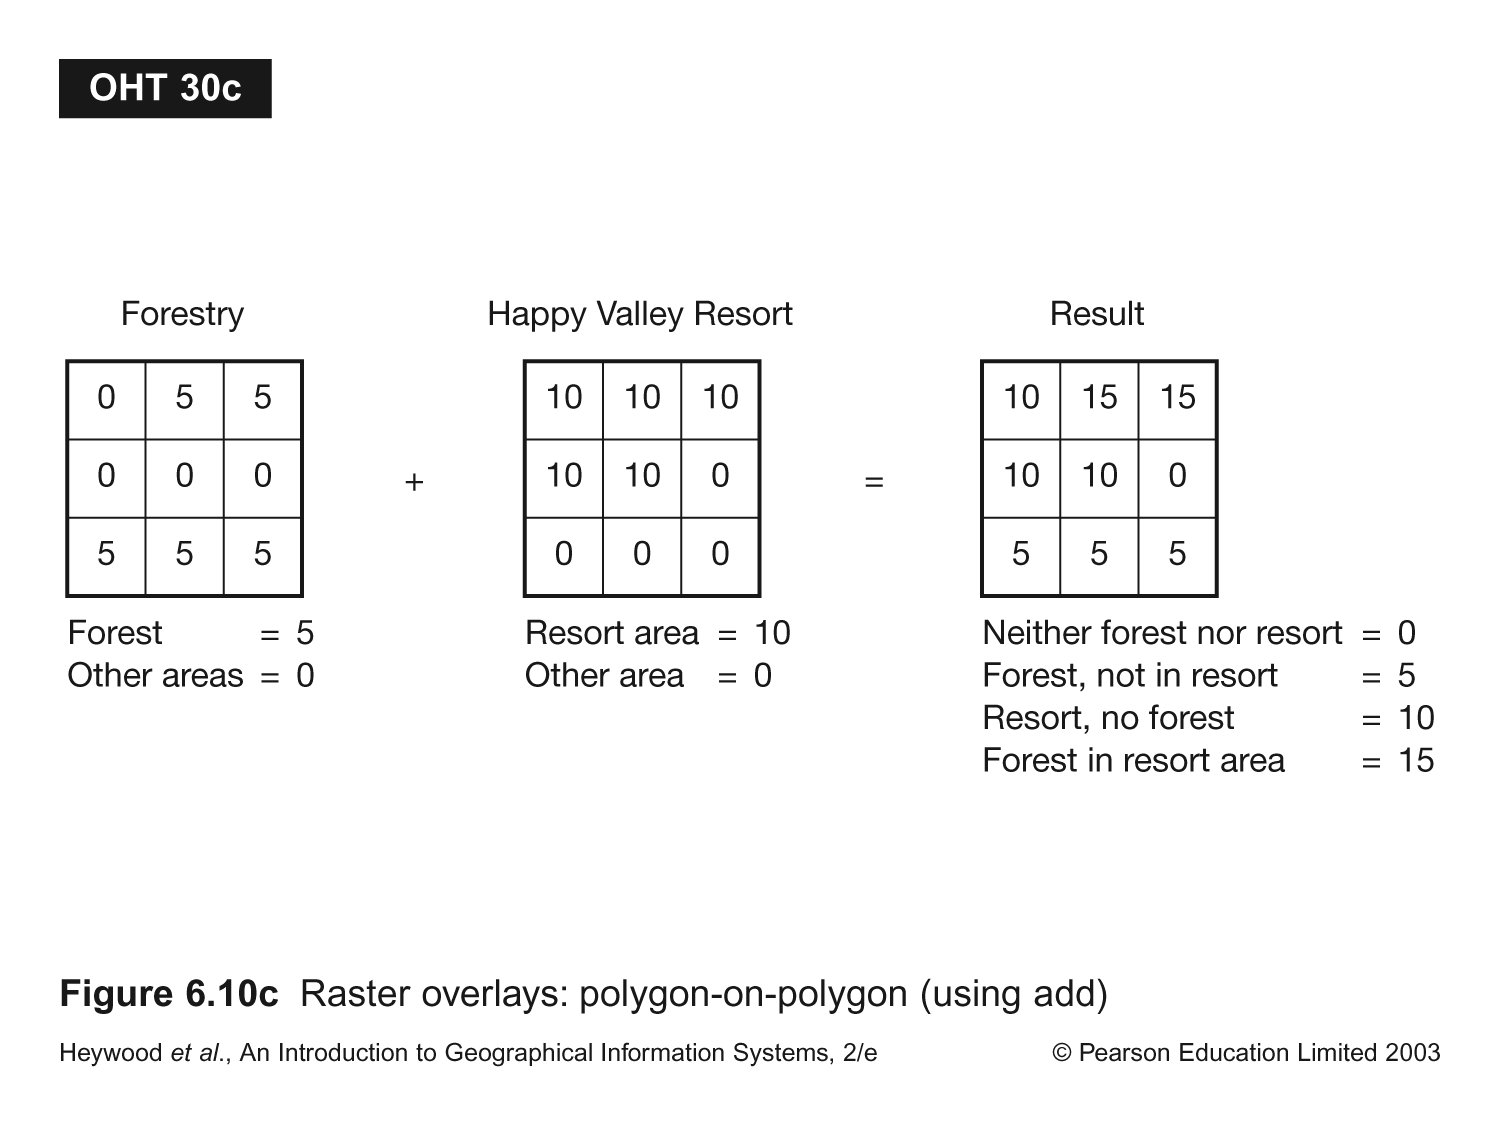 OHT 30c
Forestry Happy Valley Resort Result
0 5 5 10 10 10 10 15 15
0 0 0 + 10 10 0 = 10 10 0
5 5 5 0 0 0 5 5 5
Forest = 5 Resort area = 10 Neither forest nor resort = 0
Other areas = 0 Other area = 0 Forest, not in resort = 5
Resort, no forest = 10
Forest in resort area = 15
Figure 6.10c Raster overlays: polygon-on-polygon (using add)
Heywood et al., An Introduction to Geographical Information Systems, 2/e © Pearson Education Limited 2003